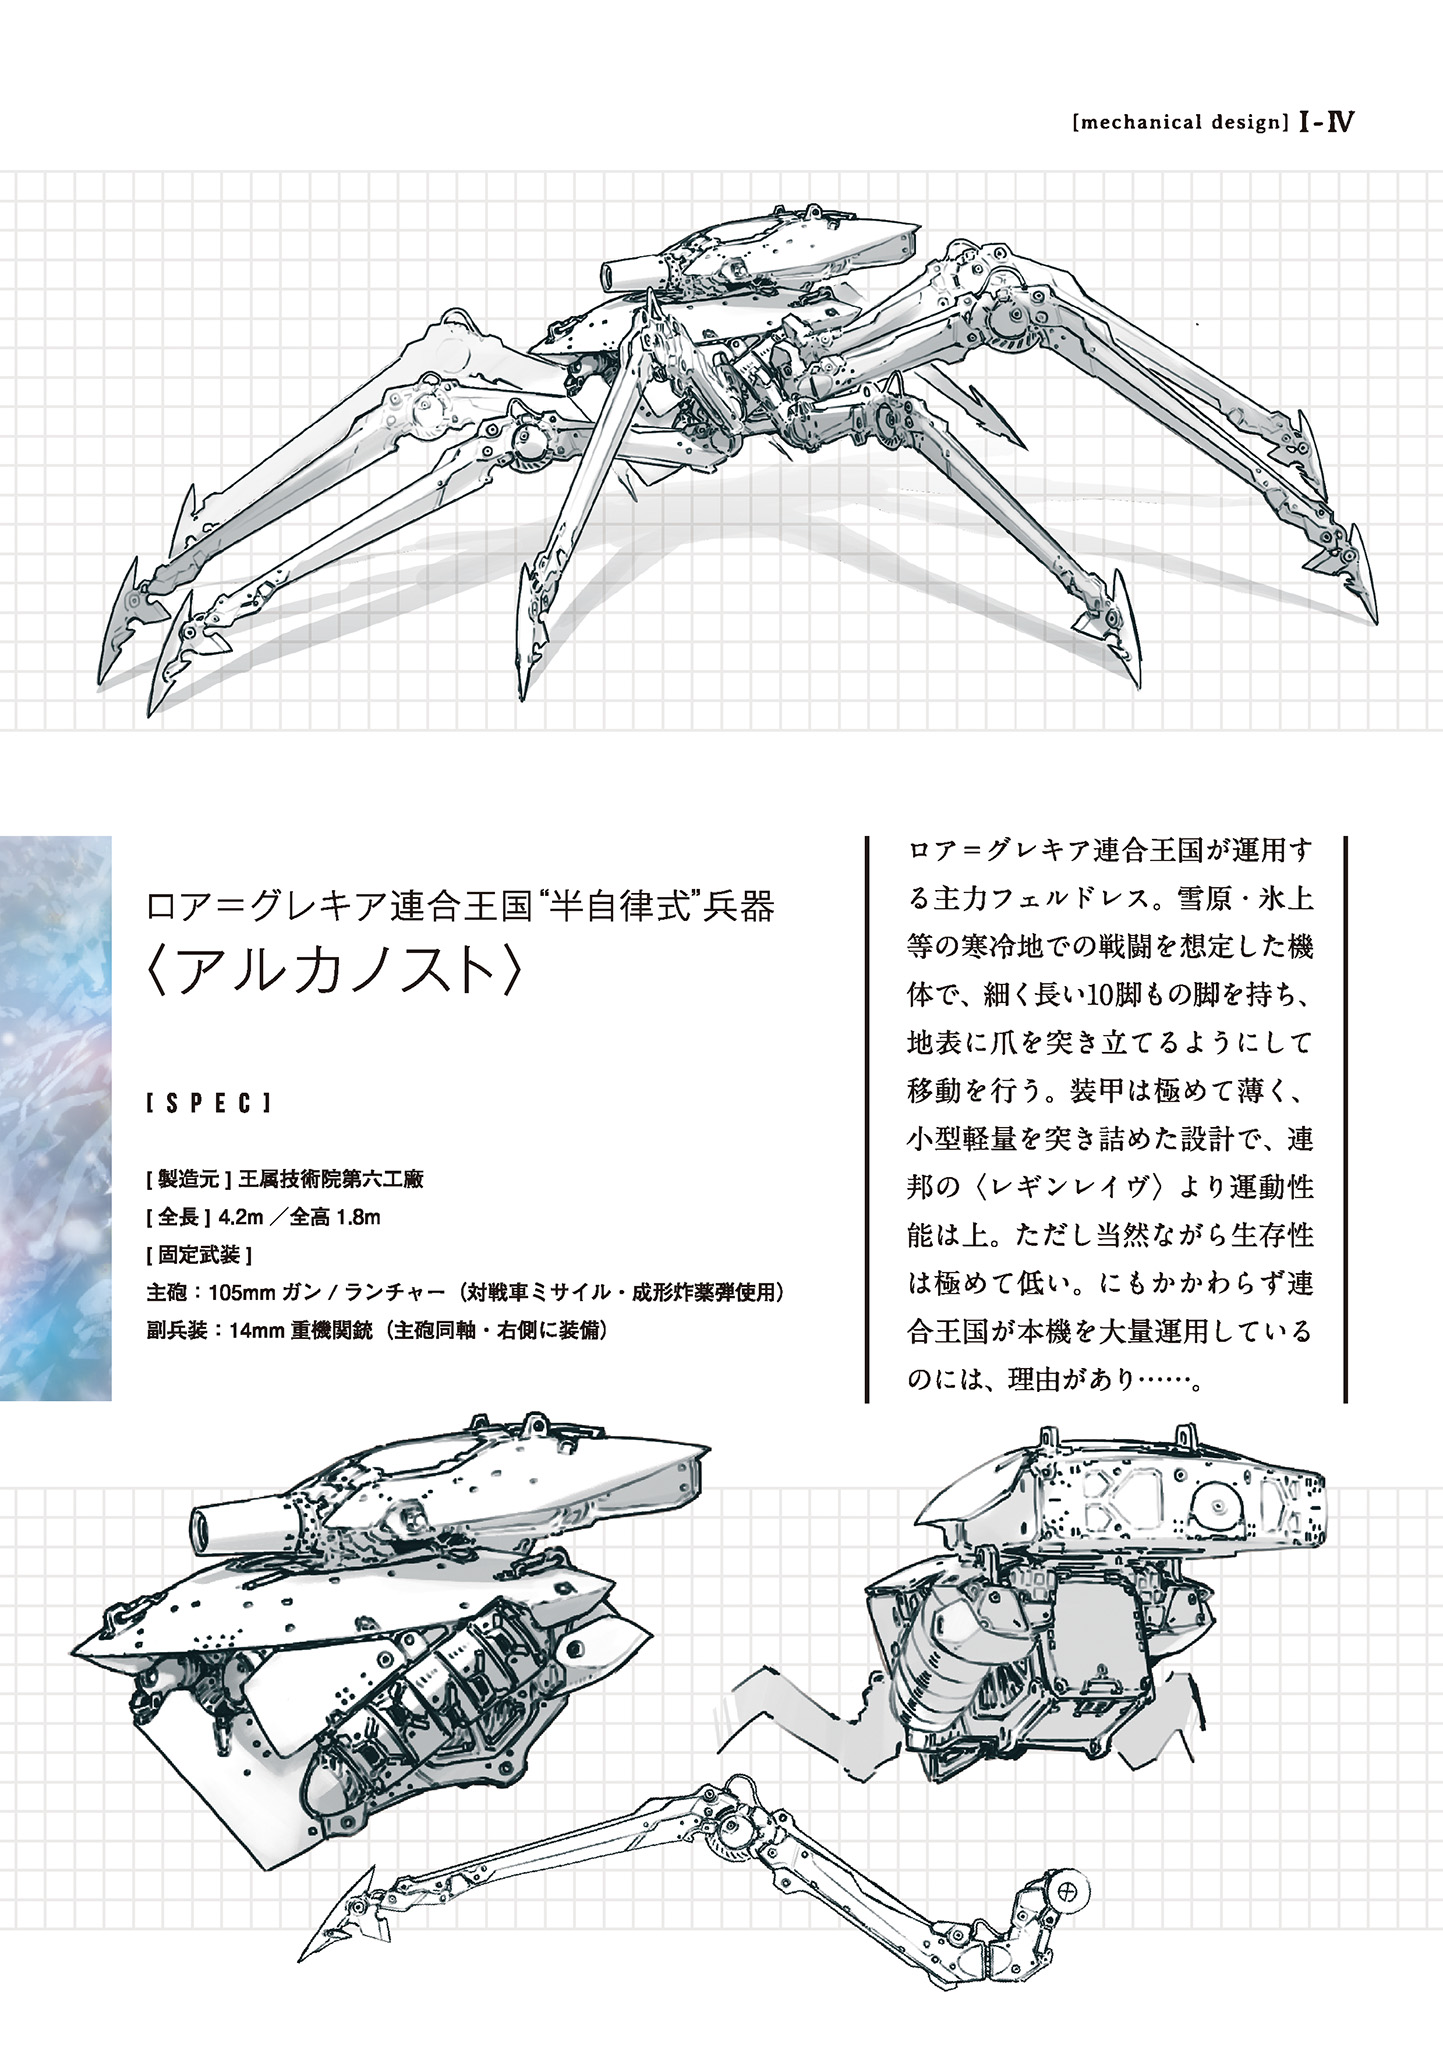 [mechanical design] I-IV
ロア＝グレキア連合王国“半自律式”兵器
〈アルカノスト〉
[SPEC]
[ 製造元 ] 王属技術院第六工廠
[ 全長 ] 4.2m ／全高 1.8m
[ 固定武装 ]
主砲：105mm ガン / ランチャー（対戦車ミサイル・成形炸薬弾使用）
副兵装：14mm 重機関銃（主砲同軸・右側に装備）
ロア＝グレキア連合王国が運用す
る主力フェルドレス。雪原・氷上
等の寒冷地での戦闘を想定した機
体で、細く長い10脚もの脚を持ち、
地表に爪を突き立てるようにして
移動を行う。装甲は極めて薄く、
小型軽量を突き詰めた設計で、連
邦の〈レギンレイヴ〉より運動性
能は上。ただし当然ながら生存性
は極めて低い。にもかかわらず連
合王国が本機を大量運用している
のには、理由があり……。